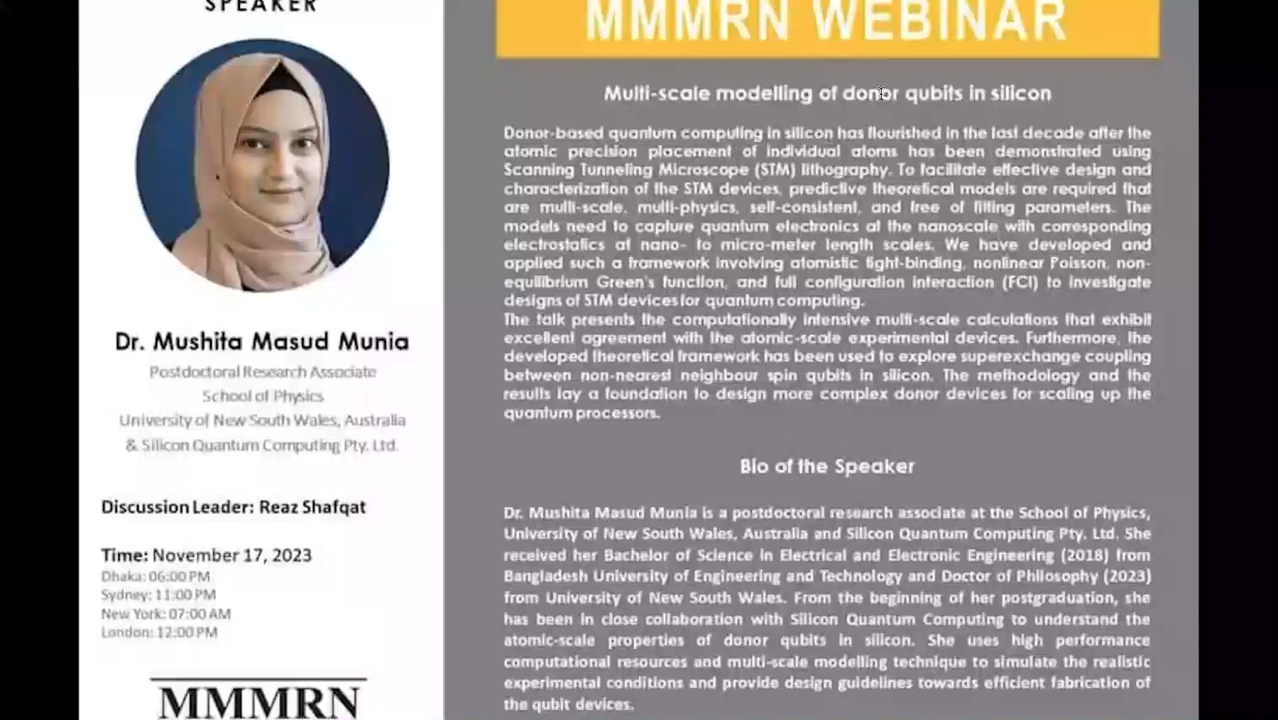 SPEAKER
Dr. Mushita Masud Munia
Postdoctoral Research Associate
School of Physics
University of New South Wales, Australia
& Silicon Quantum Computing Pty. Ltd.
Discussion Leader: Reaz Shafqat
Time: November 17, 2023
Dhaka: 06:00 PM
Sydney: 11:00 PM
New York: 07:00 AM
London: 12:00 PM
MMMRN
MMMRN WEBINAR
Multi-scale modelling of donor qubits in silicon
Donor-based quantum computing in silicon has flourished in the last decade after the
atomic precision placement of individual atoms has been demonstrated using
Scanning Tunneling Microscope (STM) lithography. To facilitate effective design and
characterization of the STM devices, predictive theoretical models are required that
are multi-scale, multi-physics, self-consistent, and free of fitting parameters. The
models need to capture quantum electronics at the nanoscale with corresponding
electrostatics at nano- to micro-meter length scales. We have developed and
applied such a framework involving atomistic tight-binding, nonlinear Poisson, non-
equilibrium Green's function, and full configuration interaction (FCI) to investigate
designs of STM devices for quantum computing.
The talk presents the computationally intensive multi-scale calculations that exhibit
excellent agreement with the atomic-scale experimental devices. Furthermore, the
developed theoretical framework has been used to explore superexchange coupling
between non-nearest neighbour spin qubits in silicon. The methodology and the
results lay a foundation to design more complex donor devices for scaling up the
quantum processors.
Bio of the Speaker
Dr. Mushita Masud Munia is a postdoctoral research associate at the School of Physics,
University of New South Wales, Australia and Silicon Quantum Computing Pty. Ltd. She
received her Bachelor of Science in Electrical and Electronic Engineering (2018) from
Bangladesh University of Engineering and Technology and Doctor of Philosophy (2023)
from University of New South Wales. From the beginning of her postgraduation, she
has been in close collaboration with Silicon Quantum Computing to understand the
atomic-scale properties of donor qubits in silicon. She uses high performance
computational resources and multi-scale modelling technique to simulate the realistic
experimental conditions and provide design guidelines towards efficient fabrication of
the qubit devices.